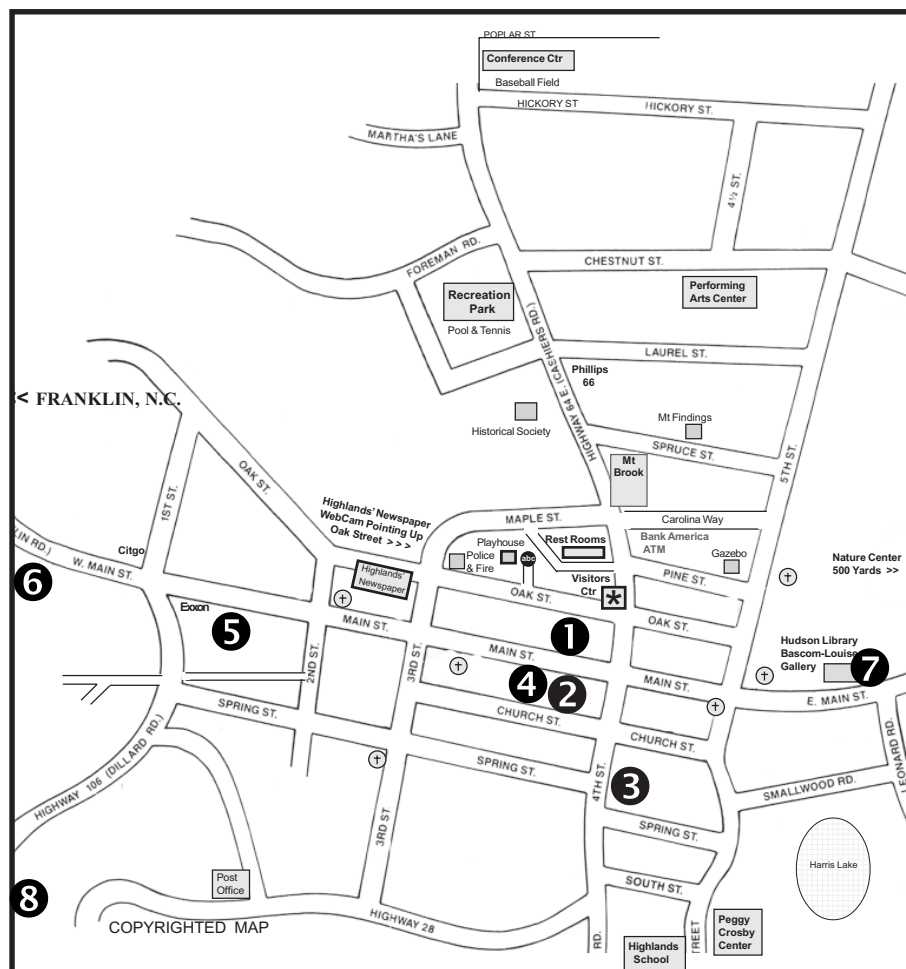 POPLAR ST
Conference Ctr
Baseball Field
HICKORY ST
HICKORY ST.
MARTHA'S LANE
4½ ST.
FOREMAN RD.
CHESTNUT ST.
Recreation
Park
Pool & Tennis
Performing
Arts Center
HIGHWAY 64 E. (CASHIERS RD.)
LAUREL ST.
Phillips
66
< FRANKLIN, N.C.
Historical Society
Mt Findings
SPRUCE ST.
5TH ST.
OAK ST.
Mt
Brook
1ST ST.
Highlands' Newspaper
WebCam Pointing Up
Oak Street > > >
MAPLE ST.
Carolina Way
Rest Rooms
Bank America
ATM
Playhouse
Police
& Fire
abc
Gazebo
Citgo
LIN RD.)
W. MAIN ST.
Highlands'
Newspaper
Visitors
Ctr
*
PINE ST.
Nature Center
500 Yards >>
6
Exxon
OAK ST.
OAK ST.
5
MAIN ST.
1
Hudson Library
Bascom-Louise
Gallery
7
2ND ST.
3RD ST.
MAIN ST.
4
2
MAIN ST.
E. MAIN ST.
SPRING ST.
CHURCH ST.
CHURCH ST.
HIGHWAY 106 (DILLARD RD.)
SPRING ST.
4TH ST.
3
SMALLWOOD RD.
LEONARD RD.
3RD ST.
SPRING ST.
Harris Lake
Post
Office
8
SOUTH ST.
COPYRIGHTED MAP
HIGHWAY 28
RD.
TREET
Peggy
Crosby
Center
Highlands
School